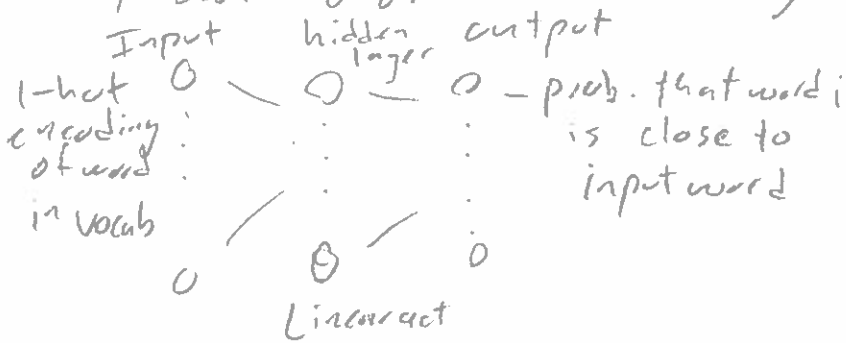 Input hidden output
layer
1-hot
encoding
of word
in vocab
- prob. that word i
is close to
input word
Linear act